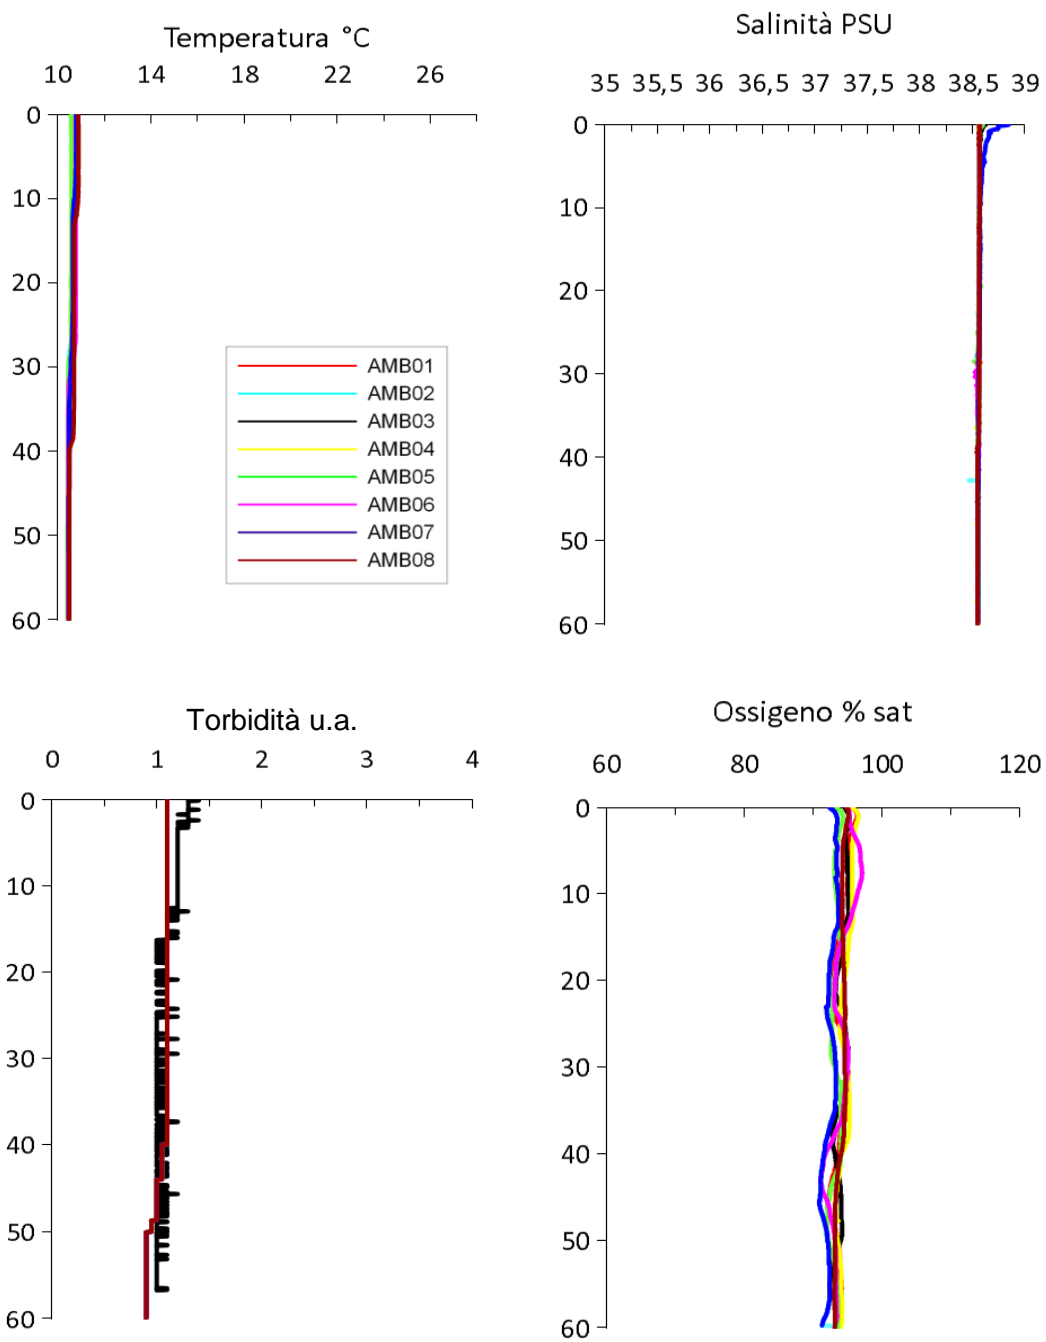 Temperatura °C
10 14 18 22 26
0
10
20
30
40
50
60
AMB01
AMB02
AMB03
AMB04
AMB05
AMB06
AMB07
AMB08
Salinità PSU
35 35,5 36 36,5 37 37,5 38 38,5 39
0
10
20
30
40
50
60
Torbidità u.a.
0 1 2 3 4
0
10
20
30
40
50
60
Ossigeno % sat
60 80 100 120
0
10
20
30
40
50
60